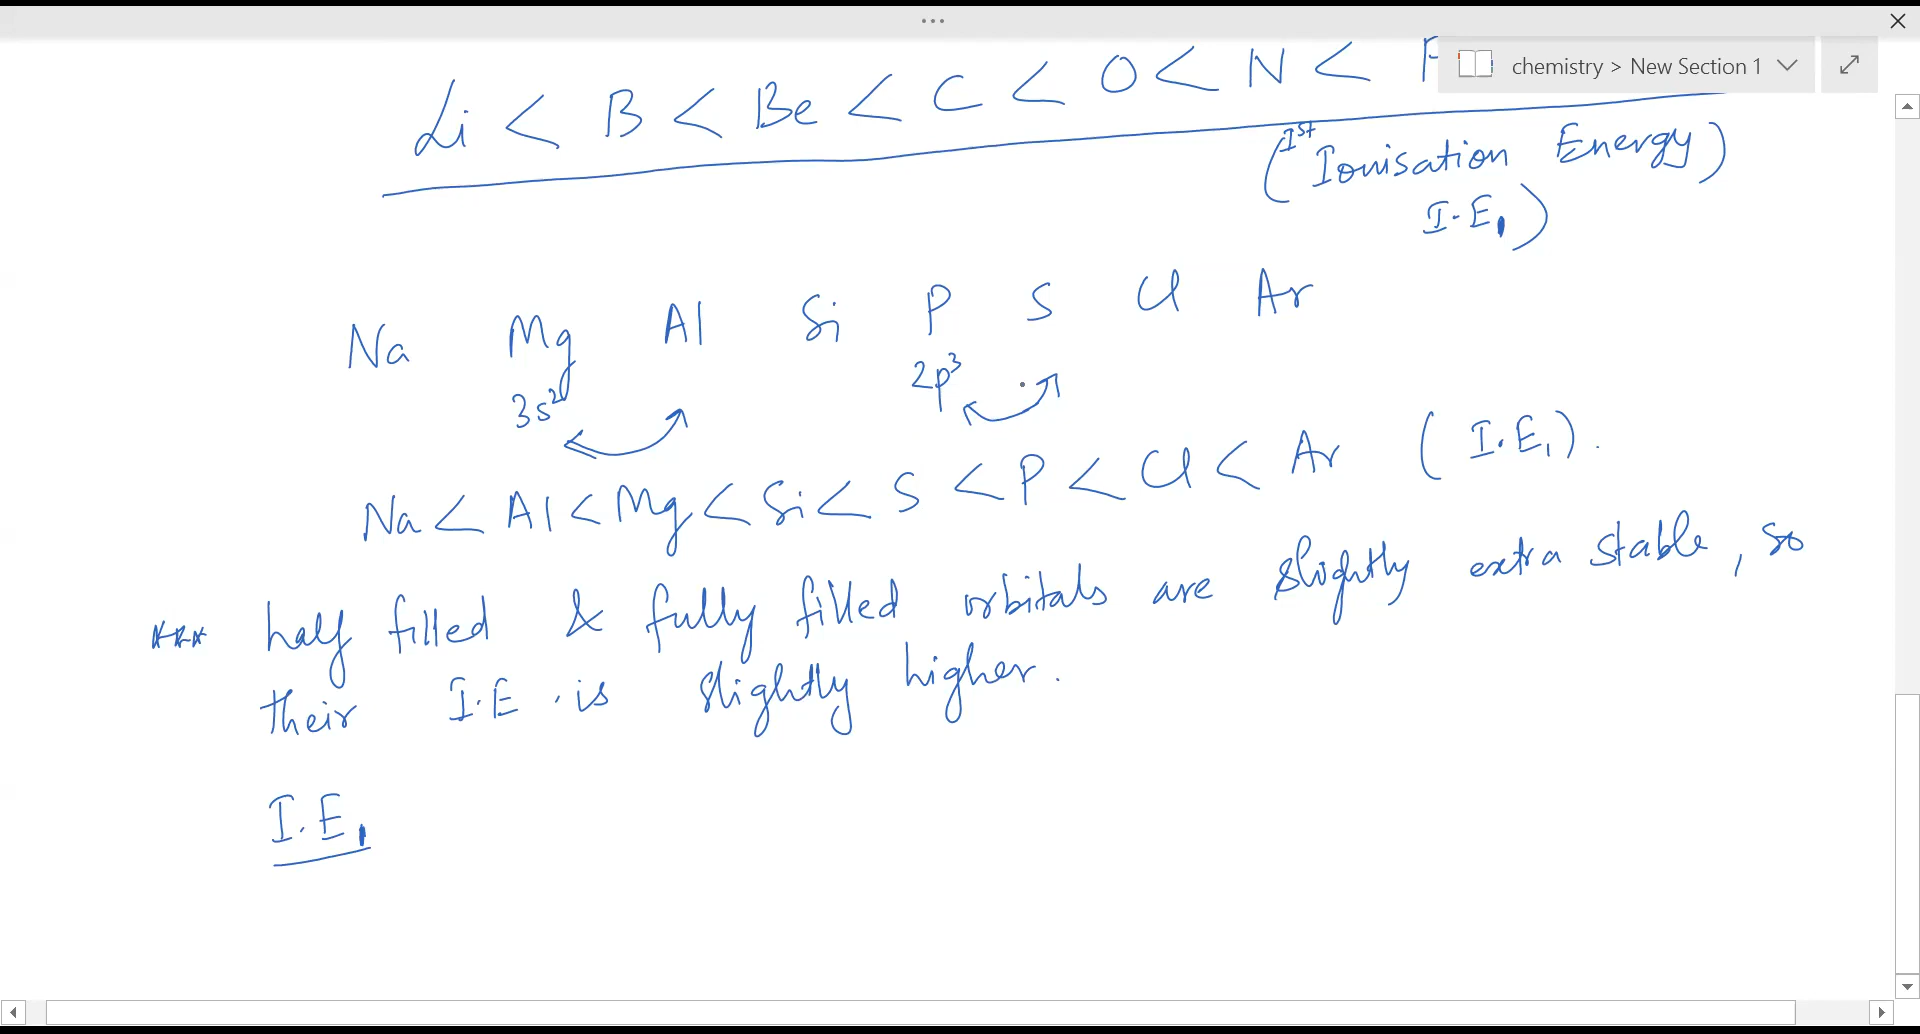 chemistry > New Section 1
Li < B < Be < C < O < N <
(Ist Ionisation Energy)
I.E1)
Na Mg Al Si P S Cl Ar
3s² 2p³
Na < Al < Mg < Si < S < P < Cl < Ar (I.E1).
*** half filled & fully filled orbitals are slightly extra stable, so
their I.E. is slightly higher.
I.E1